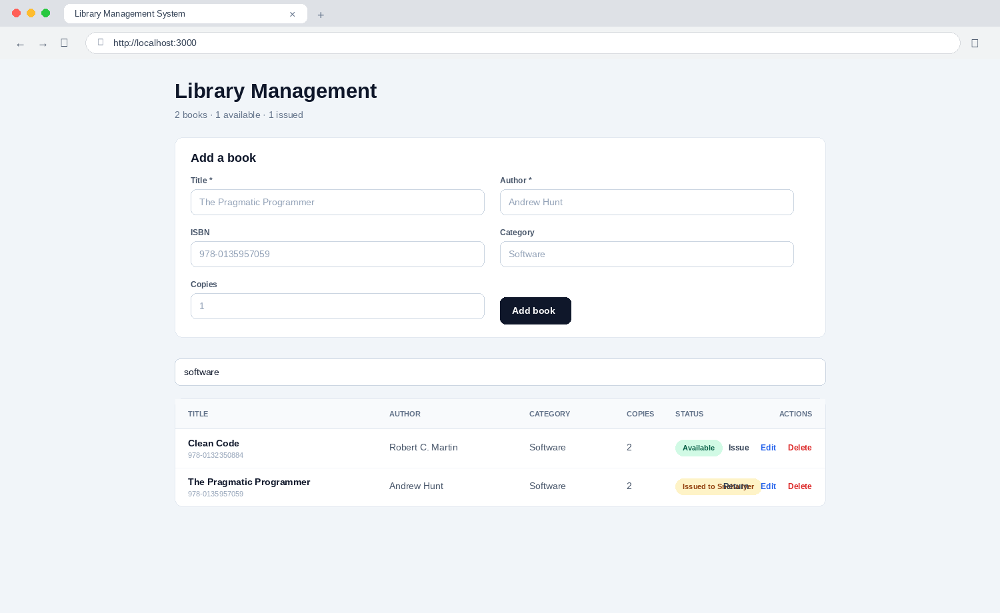 Library Management System × +
← → http://localhost:3000
Library Management
2 books · 1 available · 1 issued
Add a book
Title * Author *
The Pragmatic Programmer Andrew Hunt
ISBN Category
978-0135957059 Software
Copies
1
Add book
software
TITLE AUTHOR CATEGORY COPIES STATUS ACTIONS
Clean Code
978-0132350884
Robert C. Martin Software 2 Available Issue Edit Delete
The Pragmatic Programmer
978-0135957059
Andrew Hunt Software 2 Issued to Return Edit Delete